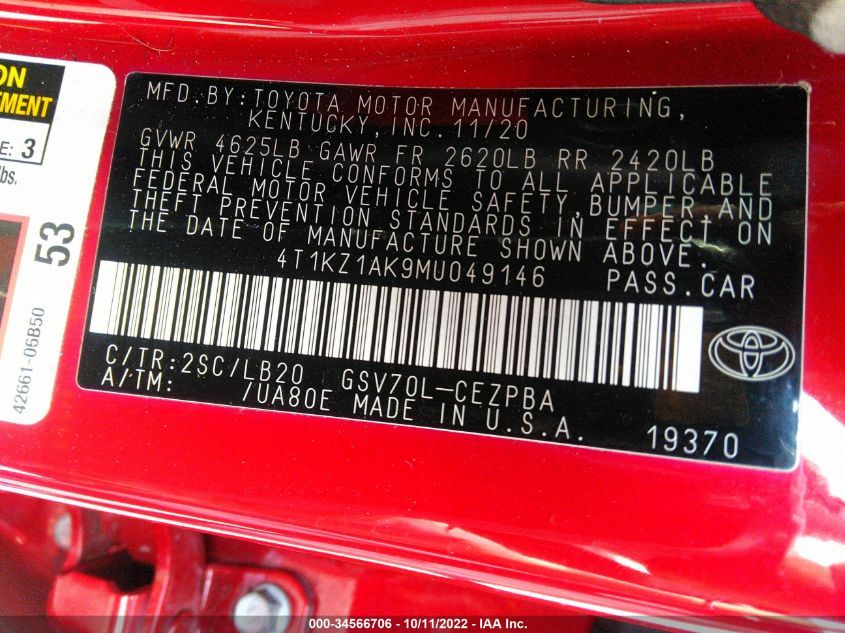 MFD.BY:TOYOTA MOTOR MANUFACTURING,
KENTUCKY,INC.11/20
GVWR 4625LB GAWR FR 2620LB RR 2420LB
THIS VEHICLE CONFORMS TO ALL APPLICABLE
FEDERAL MOTOR VEHICLE SAFETY,BUMPER,AND
THEFT PREVENTION STANDARDS IN EFFECT ON
THE DATE OF MANUFACTURE SHOWN ABOVE.
4T1KZ1AK9MU049146 PASS.CAR
C/TR:2SC/LB20 GSV70L-CEZPBA
A/TM: /UA80E MADE IN U.S.A.
19370
ON
EMENT
E: 3
lbs.
53
42661-06B50
000-34566706 - 10/11/2022 - IAA Inc.